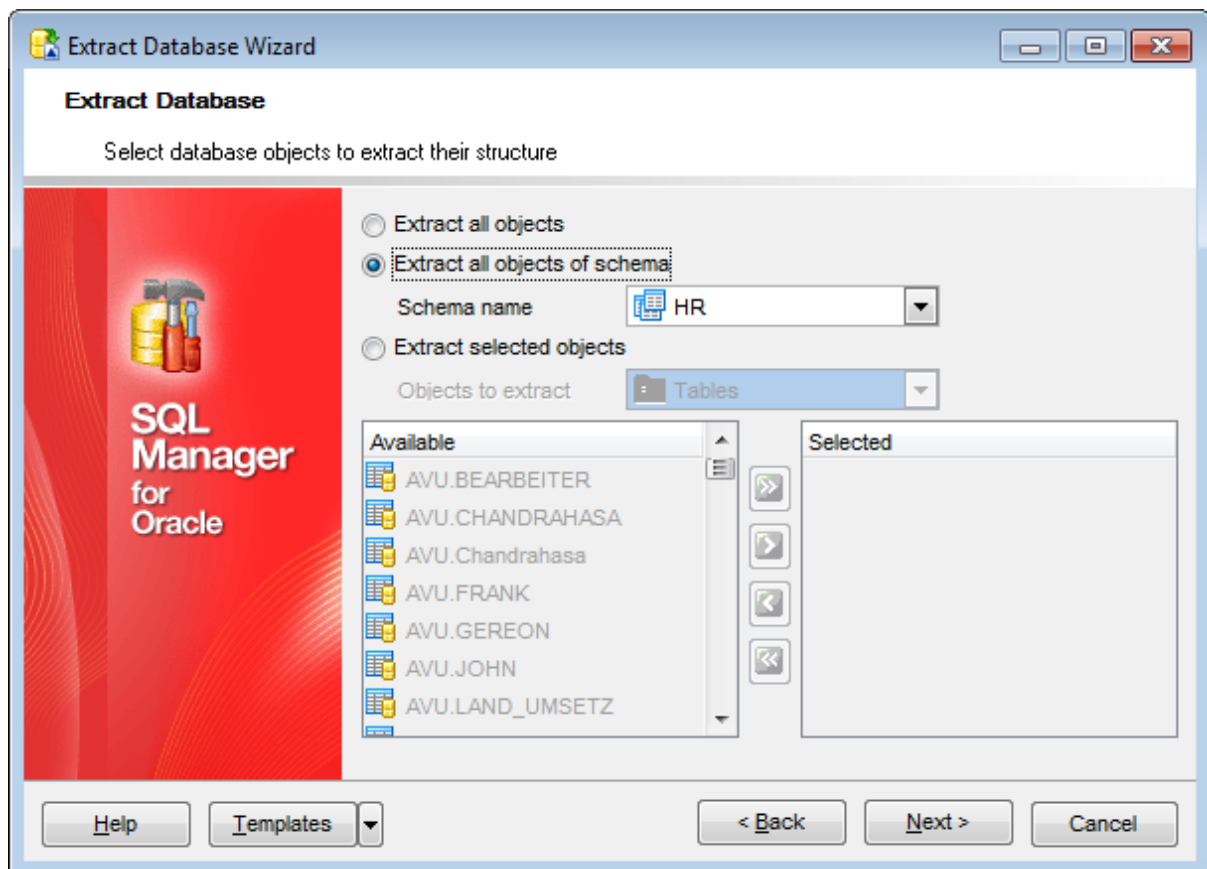 Extract Database Wizard
Extract Database
Select database objects to extract their structure
Extract all objects
Extract all objects of schema
Schema name HR
Extract selected objects
Objects to extract Tables
Available Selected
AVU.BEARBEITER
AVU.CHANDRAHASA
AVU.Chandrahasa
AVU.FRANK
AVU.GEREON
AVU.JOHN
AVU.LAND_UMSETZ
SQL
Manager
for
Oracle
Help Templates < Back Next > Cancel